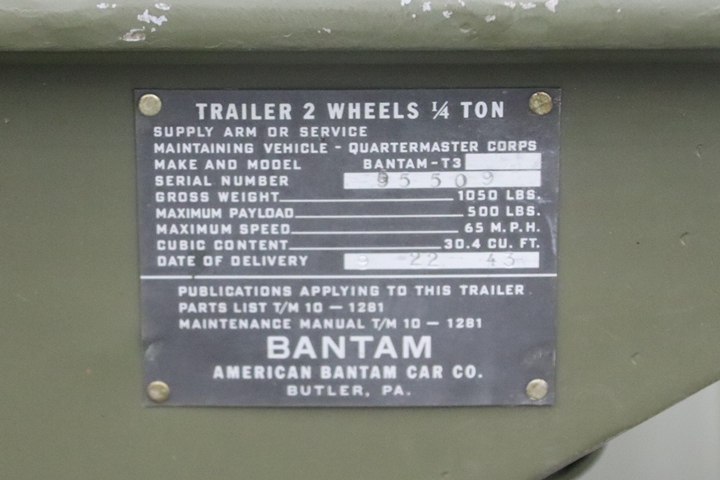 TRAILER 2 WHEELS ¼ TON
SUPPLY ARM OR SERVICE
MAINTAINING VEHICLE - QUARTERMASTER CORPS
MAKE AND MODEL BANTAM-T3
SERIAL NUMBER 95509
GROSS WEIGHT 1050 LBS.
MAXIMUM PAYLOAD 500 LBS.
MAXIMUM SPEED 65 M.P.H.
CUBIC CONTENT 30.4 CU. FT.
DATE OF DELIVERY 9 22 43
PUBLICATIONS APPLYING TO THIS TRAILER
PARTS LIST T/M 10 — 1281
MAINTENANCE MANUAL T/M 10 — 1281
BANTAM
AMERICAN BANTAM CAR CO.
BUTLER, PA.